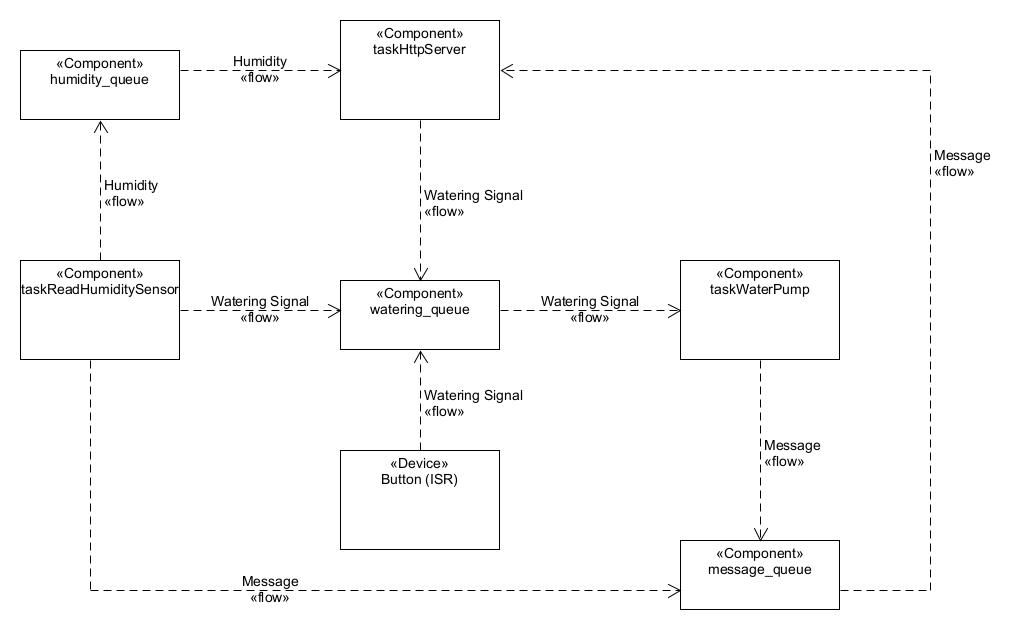 «Component»
taskHttpServer
«Component»
humidity_queue
Humidity
«flow»
Message
«flow»
Humidity
«flow»
Watering Signal
«flow»
«Component»
taskReadHumiditySensor
Watering Signal
«flow»
«Component»
watering_queue
Watering Signal
«flow»
«Component»
taskWaterPump
Watering Signal
«flow»
«Device»
Button (ISR)
Message
«flow»
«Component»
message_queue
Message
«flow»